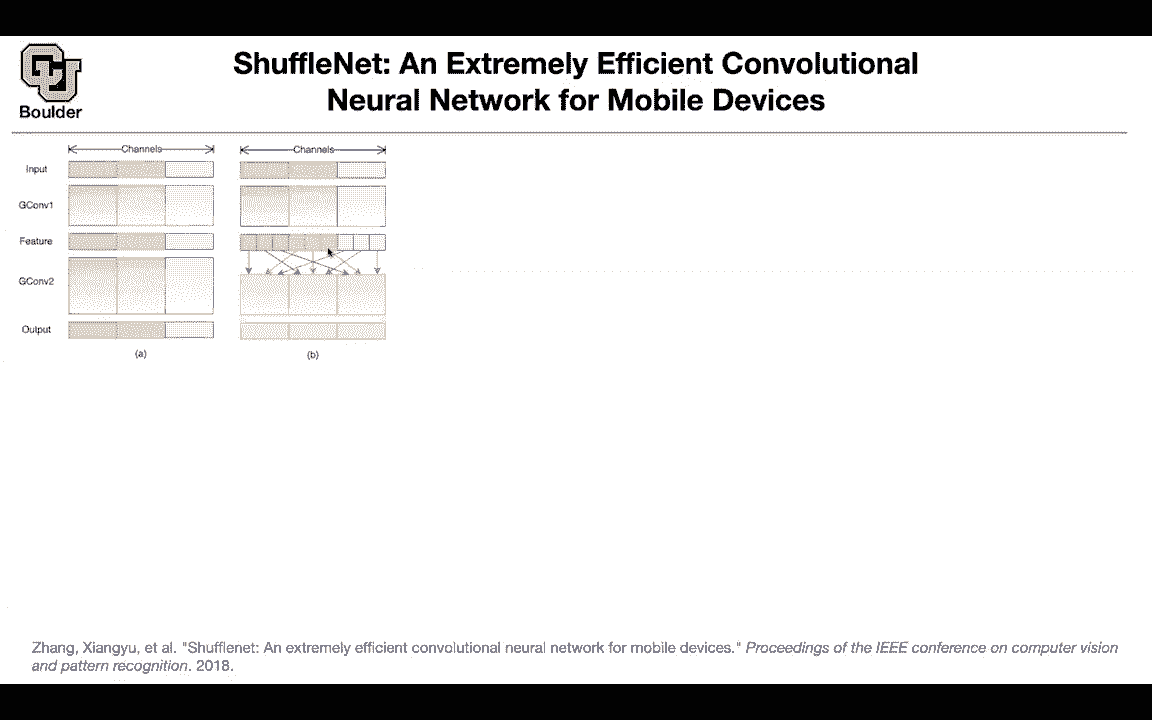 ShuffleNet: An Extremely Efficient Convolutional
Neural Network for Mobile Devices
Boulder
Channels
Channels
Input
GConv1
Feature
GConv2
Output
(a)
(b)
Zhang, Xiangyu, et al. "Shufflenet: An extremely efficient convolutional neural network for mobile devices." Proceedings of the IEEE conference on computer vision
and pattern recognition. 2018.